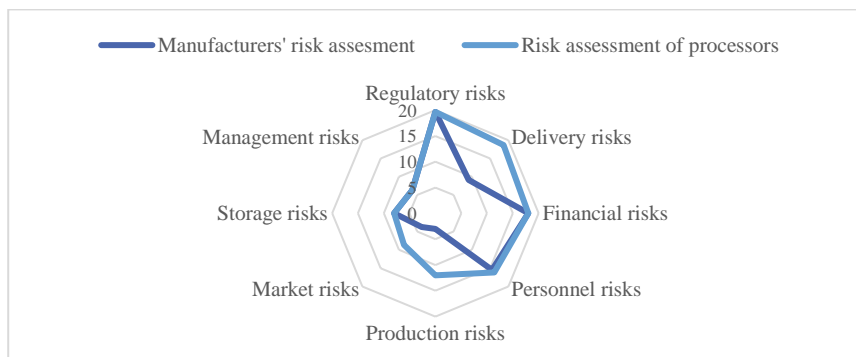 Manufacturers' risk assesment Risk assessment of processors
Regulatory risks
20
Management risks
15
Delivery risks
10
5
Storage risks
0
Financial risks
Market risks
Personnel risks
Production risks